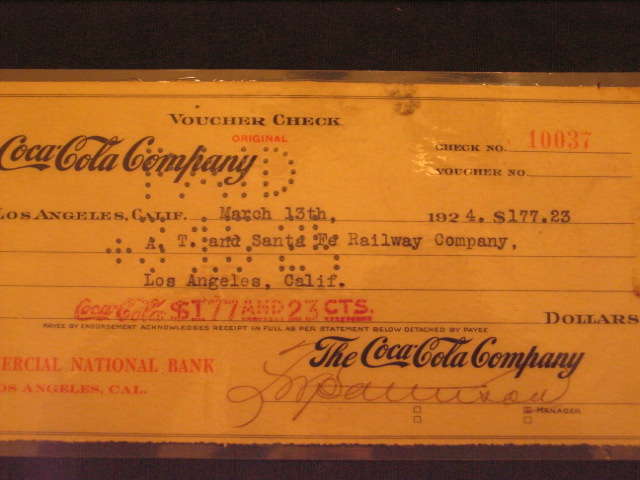 VOUCHER CHECK
ORIGINAL
Coca-Cola Company
CHECK NO. 10037
VOUCHER NO.
LOS ANGELES, CALIF. March 13th, 1924. $177.23
A. T. and Santa Fe Railway Company,
Los Angeles, Calif.
Coca-Cola $177 AND 23 CTS.
DOLLARS
PAYEE BY ENDORSEMENT ACKNOWLEDGES RECEIPT IN FULL AS PER STATEMENT BELOW DETACHED BY PAYEE
ERCIAL NATIONAL BANK
OS ANGELES, CAL.
The Coca-Cola Company
MANAGER